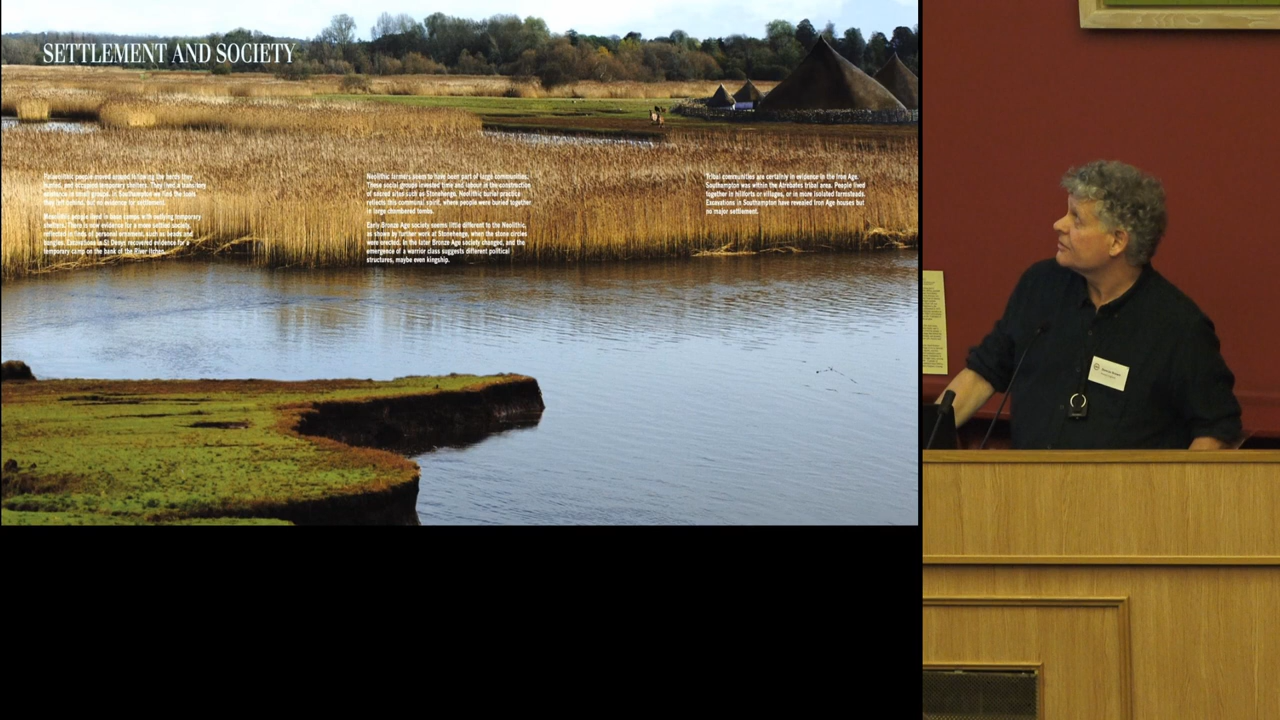 SETTLEMENT AND SOCIETY
Palaeolithic people moved around following the herds they
hunted, and occupied temporary shelters. They lived a transitory
existence in small groups. In Southampton we find the tools
they left behind, but no evidence for settlement.
Mesolithic people lived in base camps with outlying temporary
shelters. There is now evidence for a more settled society,
reflected in finds of personal ornament, such as beads and
bangles. Excavations in St Denys recovered evidence for a
temporary camp on the bank of the River Itchen.
Neolithic farmers seem to have been part of large communities.
These social groups invested time and labour in the construction
of sacred sites such as Stonehenge. Neolithic burial practice
reflects this communal spirit, where people were buried together
in large chambered tombs.
Early Bronze Age society seems little different to the Neolithic,
as shown by further work at Stonehenge, when the stone circles
were erected. In the later Bronze Age society changed, and the
emergence of a warrior class suggests different political
structures, maybe even kingship.
Tribal communities are certainly in evidence in the Iron Age.
Southampton was within the Atrebates tribal area. People lived
together in hillforts or villages, or in more isolated farmsteads.
Excavations in Southampton have revealed Iron Age houses but
no major settlement.